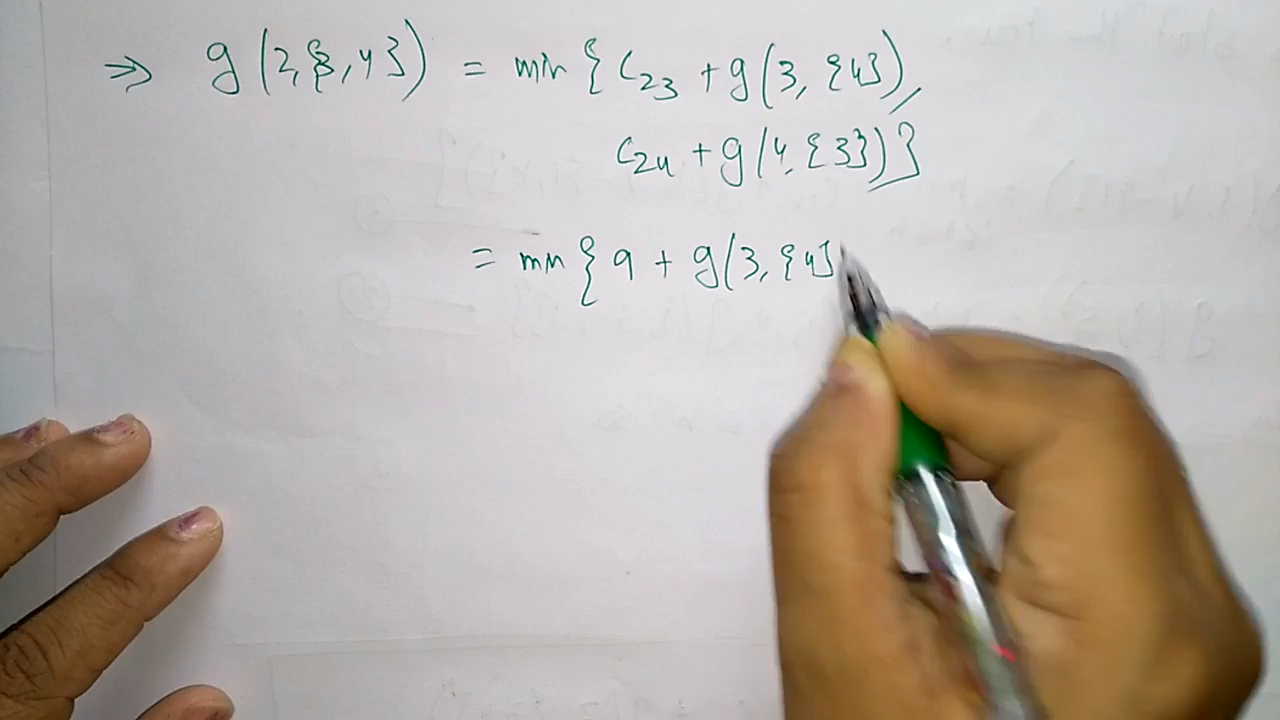 ⇒ g(2,{3,4}) = min { C23 + g(3, {4}),
C24 + g(4, {3}) }
= min { 9 + g(3, {4}